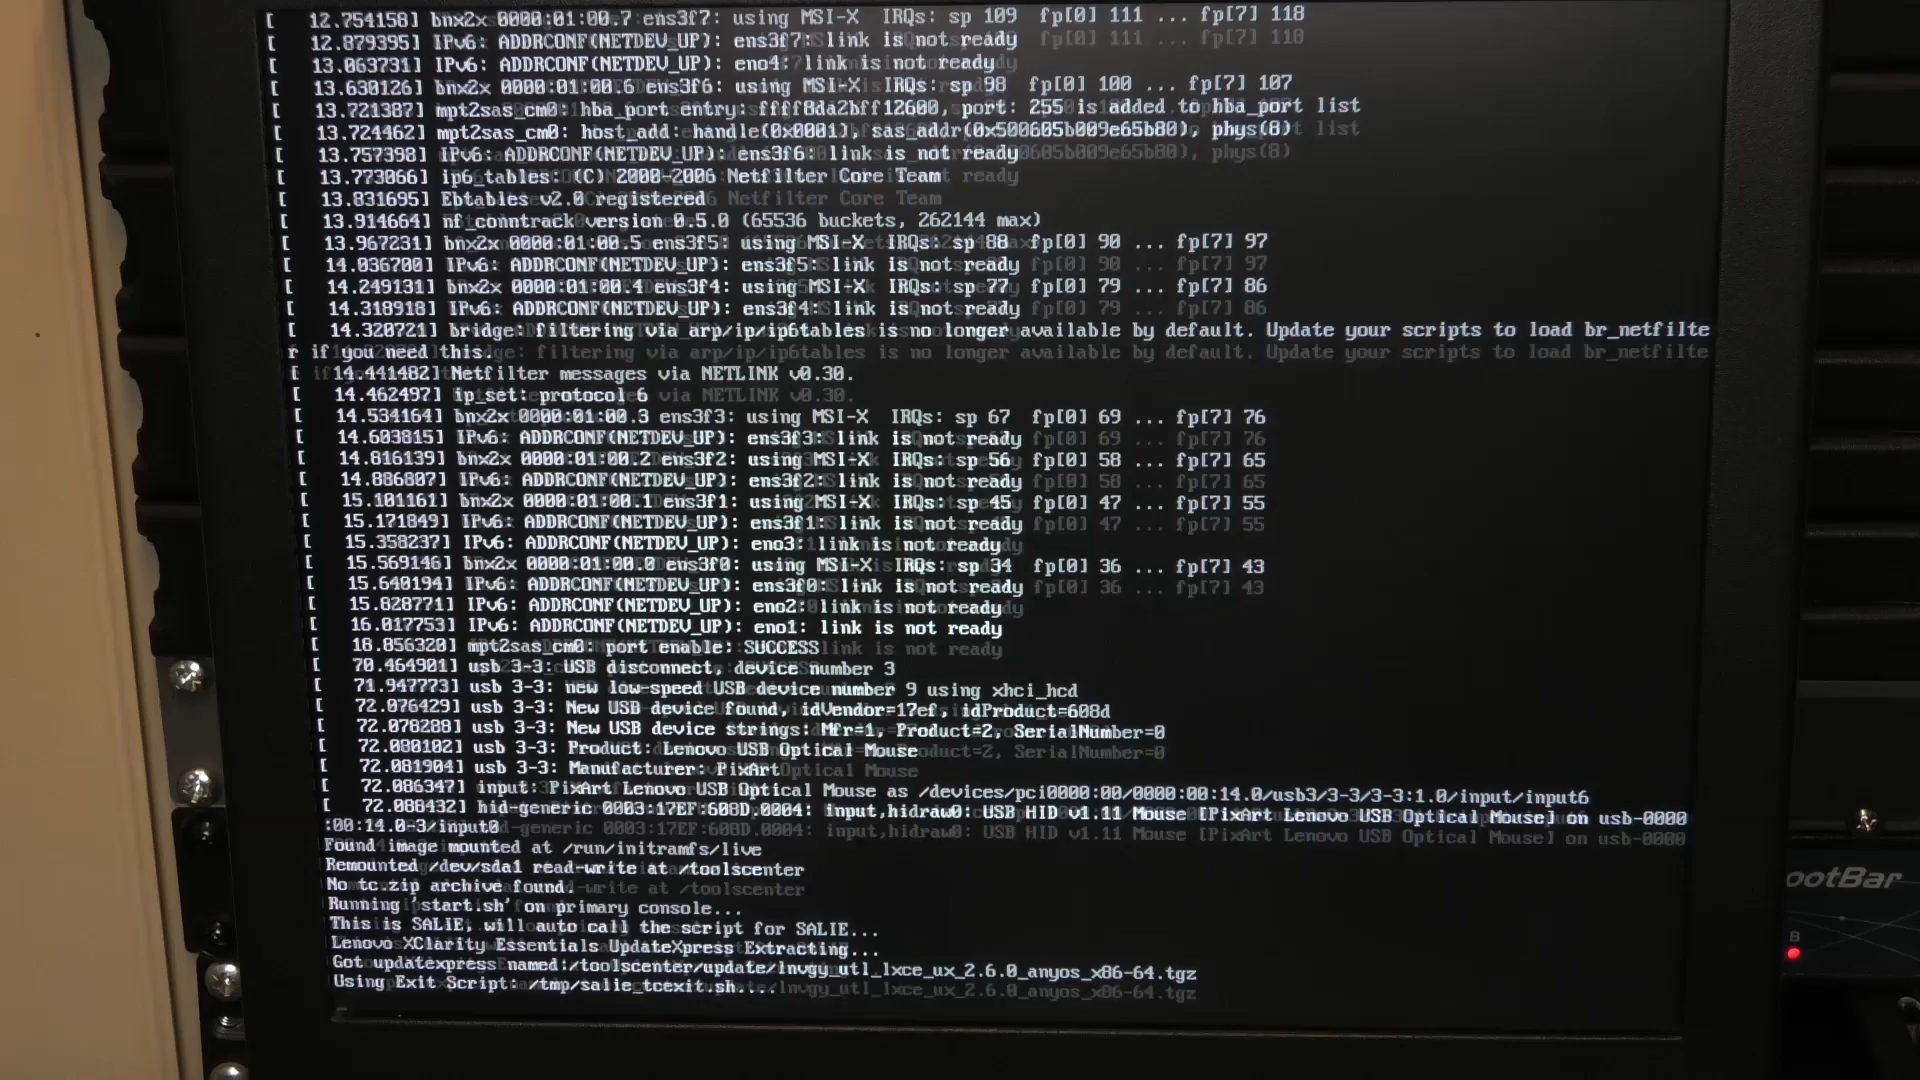 [   12.754158] bnx2x 0000:01:00.7 ens3f7: using MSI-X  IRQs: sp 109  fp[0] 111 ... fp[7] 118
[   12.879395] IPv6: ADDRCONF(NETDEV_UP): ens3f7: link is not ready
[   13.063731] IPv6: ADDRCONF(NETDEV_UP): eno4: link is not ready
[   13.630126] bnx2x 0000:01:00.6 ens3f6: using MSI-X  IRQs: sp 98  fp[0] 100 ... fp[7] 107
[   13.721387] mpt2sas_cm0: hba_port entry: ffff8da2bff12600, port: 255 is added to hba_port list
[   13.724462] mpt2sas_cm0: host_add: handle(0x0001), sas_addr(0x500605b009e65b80), phys(8)
[   13.757398] IPv6: ADDRCONF(NETDEV_UP): ens3f6: link is not ready
[   13.773066] ip6_tables: (C) 2000-2006 Netfilter Core Team
[   13.831695] Ebtables v2.0 registered
[   13.914664] nf_conntrack version 0.5.0 (65536 buckets, 262144 max)
[   13.967231] bnx2x 0000:01:00.5 ens3f5: using MSI-X  IRQs: sp 88  fp[0] 90 ... fp[7] 97
[   14.036700] IPv6: ADDRCONF(NETDEV_UP): ens3f5: link is not ready
[   14.249131] bnx2x 0000:01:00.4 ens3f4: using MSI-X  IRQs: sp 77  fp[0] 79 ... fp[7] 86
[   14.318918] IPv6: ADDRCONF(NETDEV_UP): ens3f4: link is not ready
[   14.320721] bridge: filtering via arp/ip/ip6tables is no longer available by default. Update your scripts to load br_netfilte
r if you need this.
[   14.441482] Netfilter messages via NETLINK v0.30.
[   14.462497] ip_set: protocol 6
[   14.534164] bnx2x 0000:01:00.3 ens3f3: using MSI-X  IRQs: sp 67  fp[0] 69 ... fp[7] 76
[   14.603815] IPv6: ADDRCONF(NETDEV_UP): ens3f3: link is not ready
[   14.816139] bnx2x 0000:01:00.2 ens3f2: using MSI-X  IRQs: sp 56  fp[0] 58 ... fp[7] 65
[   14.886807] IPv6: ADDRCONF(NETDEV_UP): ens3f2: link is not ready
[   15.101161] bnx2x 0000:01:00.1 ens3f1: using MSI-X  IRQs: sp 45  fp[0] 47 ... fp[7] 55
[   15.171849] IPv6: ADDRCONF(NETDEV_UP): ens3f1: link is not ready
[   15.358237] IPv6: ADDRCONF(NETDEV_UP): eno3: link is not ready
[   15.569146] bnx2x 0000:01:00.0 ens3f0: using MSI-X  IRQs: sp 34  fp[0] 36 ... fp[7] 43
[   15.640194] IPv6: ADDRCONF(NETDEV_UP): ens3f0: link is not ready
[   15.828771] IPv6: ADDRCONF(NETDEV_UP): eno2: link is not ready
[   16.017753] IPv6: ADDRCONF(NETDEV_UP): eno1: link is not ready
[   18.856320] mpt2sas_cm0: port enable: SUCCESS
[   70.464901] usb 3-3: USB disconnect, device number 3
[   71.947773] usb 3-3: new low-speed USB device number 9 using xhci_hcd
[   72.076429] usb 3-3: New USB device found, idVendor=17ef, idProduct=608d
[   72.078288] usb 3-3: New USB device strings: Mfr=1, Product=2, SerialNumber=0
[   72.080102] usb 3-3: Product: Lenovo USB Optical Mouse
[   72.081904] usb 3-3: Manufacturer: PixArt
[   72.086347] input: PixArt Lenovo USB Optical Mouse as /devices/pci0000:00/0000:00:14.0/usb3/3-3/3-3:1.0/input/input6
[   72.088432] hid-generic 0003:17EF:608D.0004: input,hidraw0: USB HID v1.11 Mouse [PixArt Lenovo USB Optical Mouse] on usb-0000
:00:14.0-3/input0
Found image mounted at /run/initramfs/live
Remounted /dev/sda1 read-write at /toolscenter
No tc.zip archive found.
Running 'start.sh' on primary console...
This is SALIE, will auto call the script for SALIE...
Lenovo XClarity Essentials UpdateXpress Extracting...
Got updatexpress named:/toolscenter/update/lnvgy_utl_lxce_ux_2.6.0_anyos_x86-64.tgz
Using Exit Script: /tmp/salie_tcexit.sh....
ootBar
B